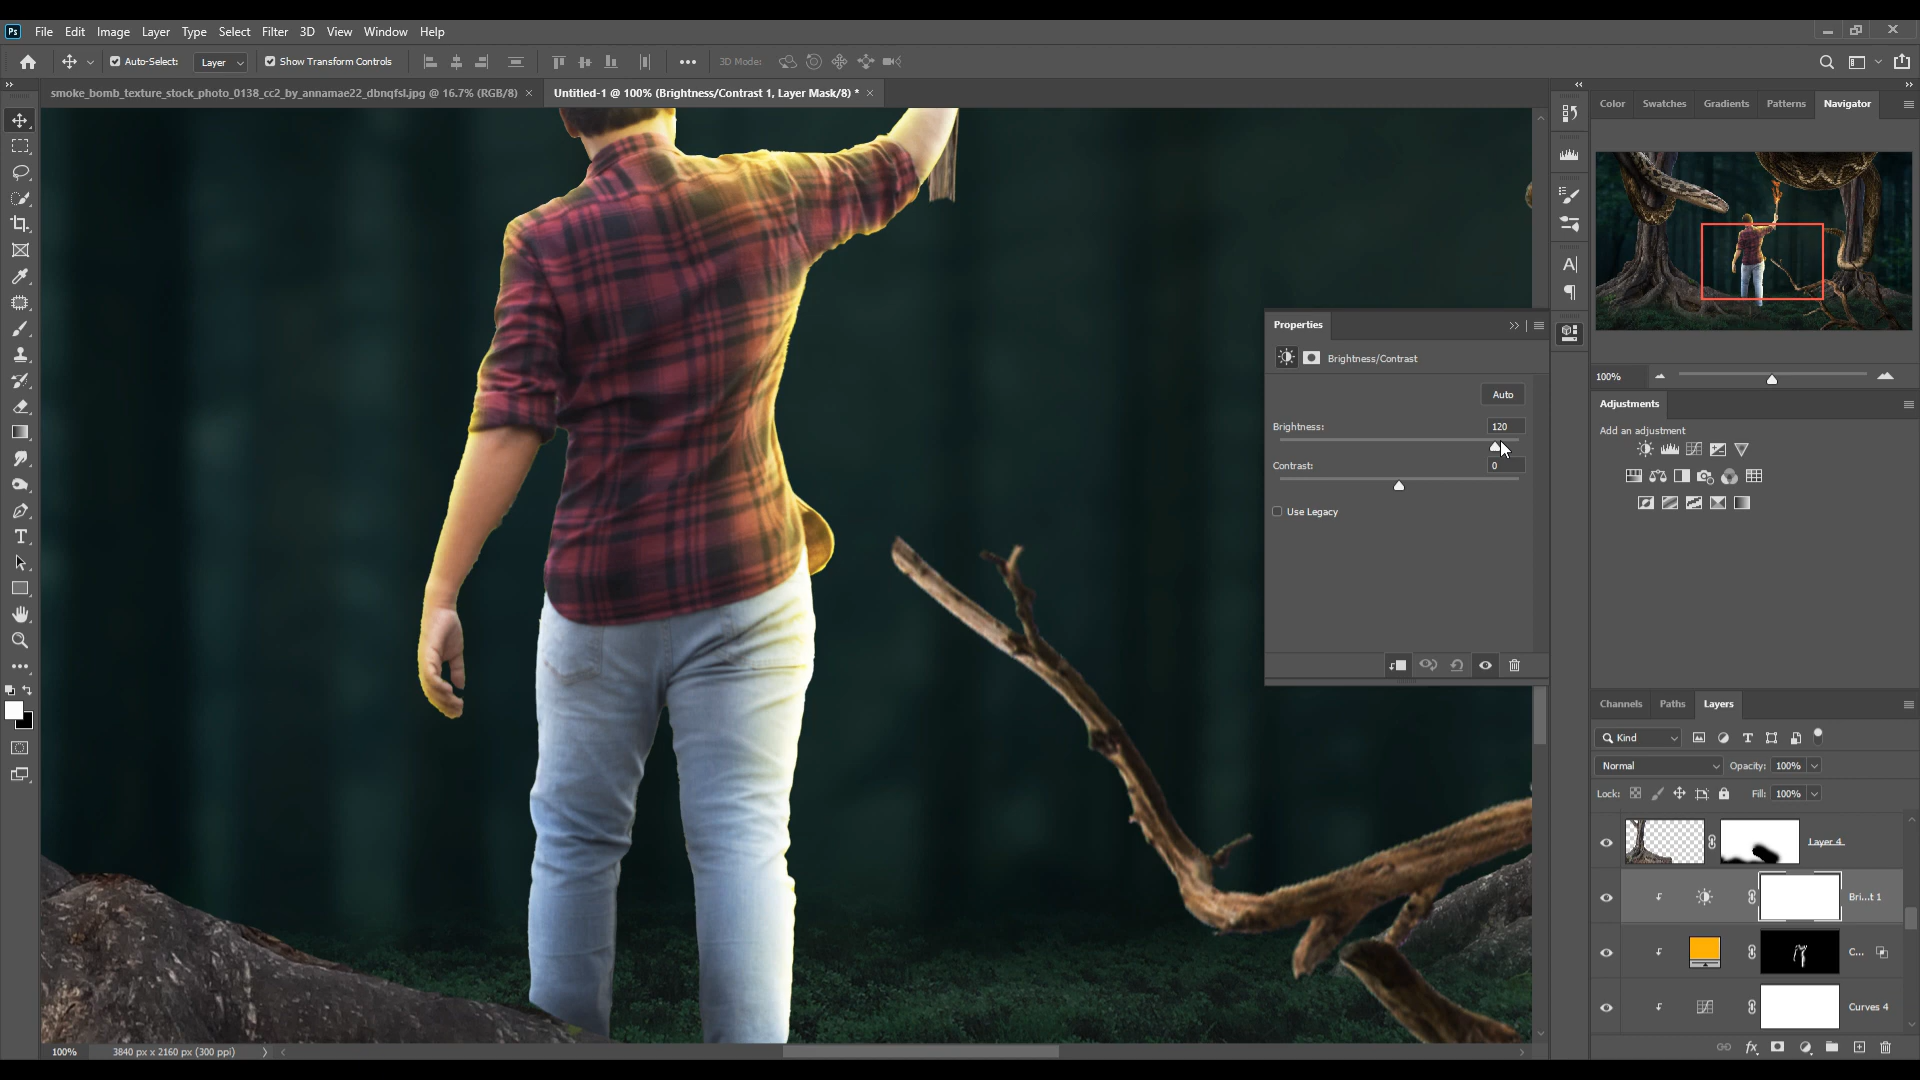 Ps File Edit Image Layer Type Select Filter 3D View Window Help
Auto-Select: Layer Show Transform Controls 3D Mode:
smoke_bomb_texture_stock_photo_0138_cc2_by_annamae22_dbnqfsl.jpg @ 16.7% (RGB/8) × Untitled-1 @ 100% (Brightness/Contrast 1, Layer Mask/8) * ×
Color Swatches Gradients Patterns Navigator
Properties
Brightness/Contrast
Auto
Brightness: 120
Contrast: 0
Use Legacy
100%
Adjustments
Add an adjustment
Channels Paths Layers
Kind
Normal Opacity: 100%
Lock: Fill: 100%
Layer 4
Bri...t 1
C...
Curves 4
100% 3840 px x 2160 px (300 ppi)